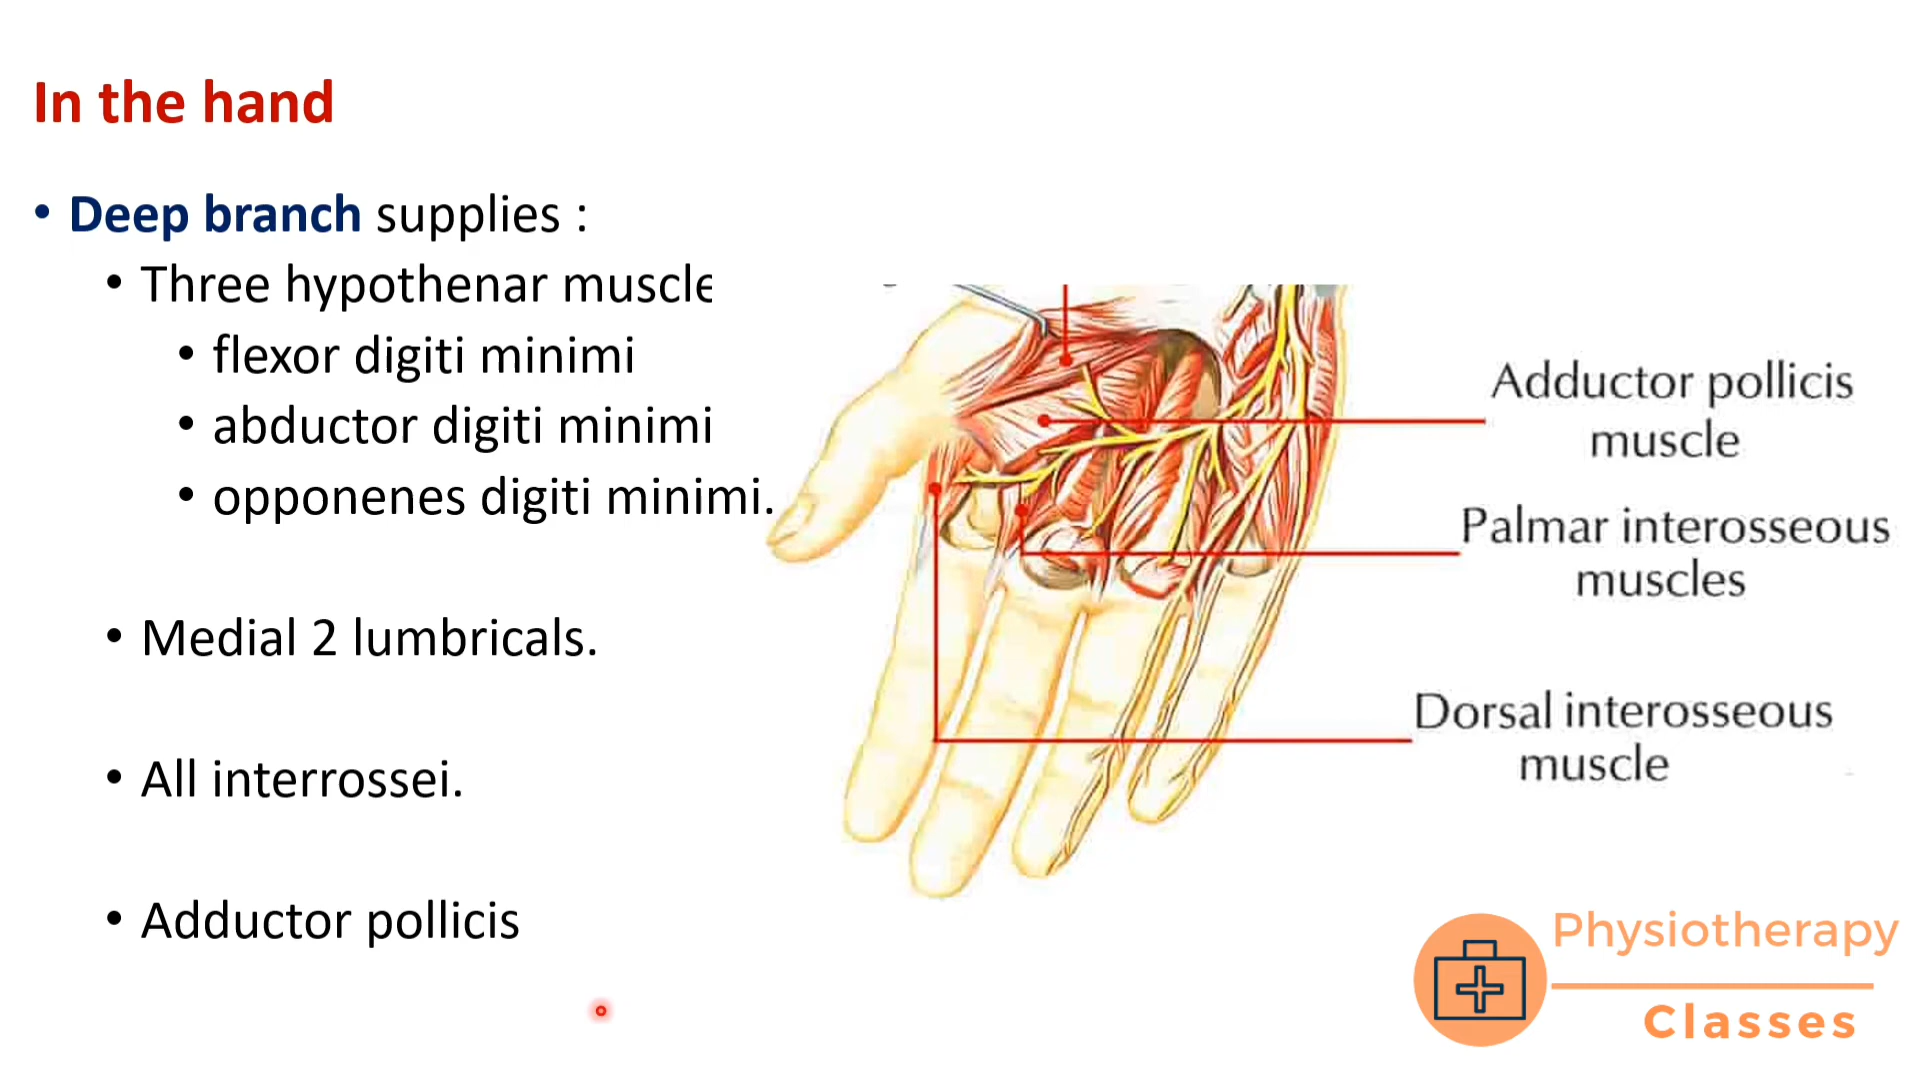 In the hand
• Deep branch supplies :
• Three hypothenar muscle
• flexor digiti minimi
• abductor digiti minimi
• opponenes digiti minimi.
• Medial 2 lumbricals.
• All interrossei.
• Adductor pollicis
Adductor pollicis
muscle
Palmar interosseous
muscles
Dorsal interosseous
muscle
Physiotherapy
Classes